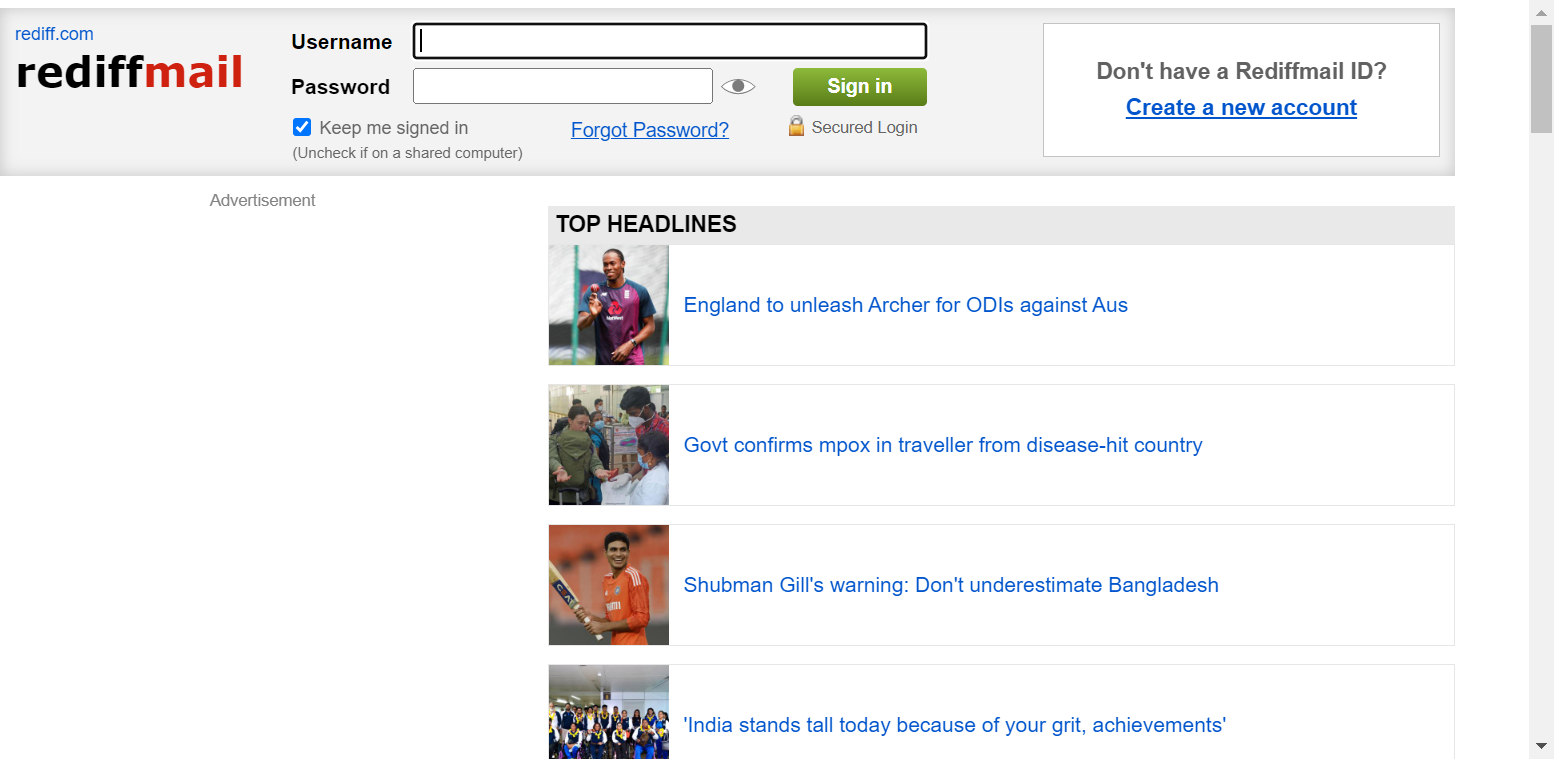 rediff.com
rediffmail
Username
Password
Sign in
Keep me signed in
(Uncheck if on a shared computer)
Forgot Password?
Secured Login
Don't have a Rediffmail ID?
Create a new account
Advertisement
TOP HEADLINES
England to unleash Archer for ODIs against Aus
Govt confirms mpox in traveller from disease-hit country
Shubman Gill's warning: Don't underestimate Bangladesh
'India stands tall today because of your grit, achievements'